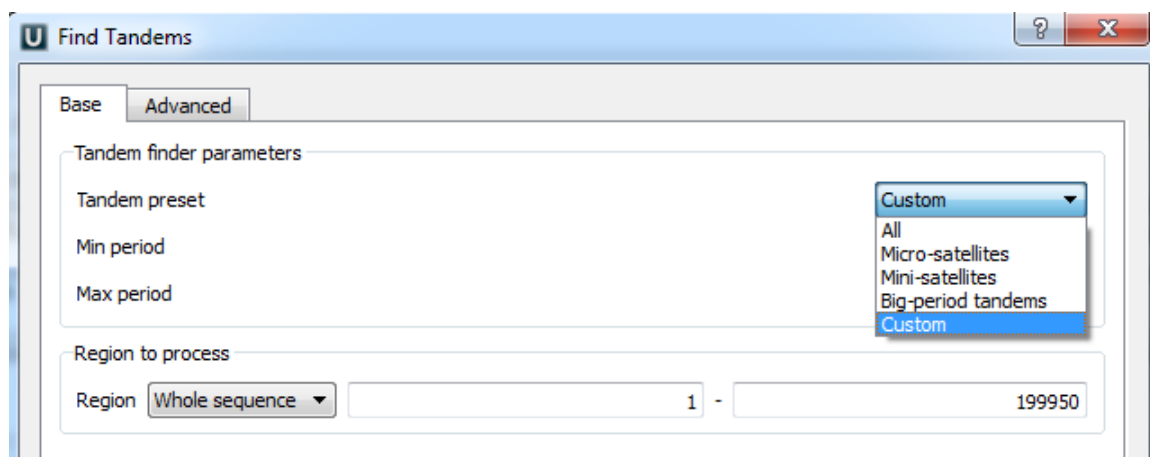 U Find Tandems ? X
Base Advanced
Tandem finder parameters
Tandem preset Custom
All
Micro-satellites
Min period
Mini-satellites
Max period
Big-period tandems
Custom
Region to process
Region Whole sequence 1 - 199950